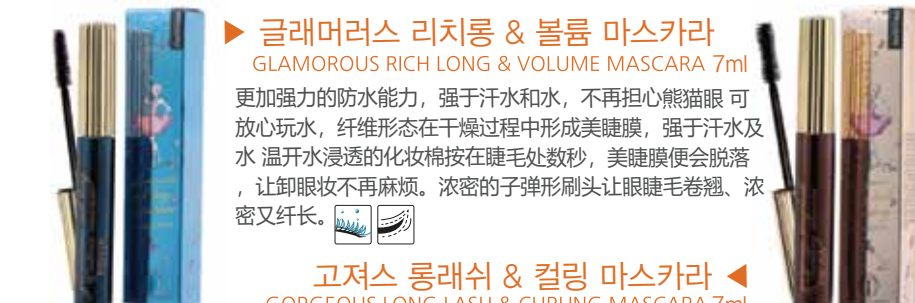 ▶ 글래머러스 리치롱 & 볼륨 마스카라
GLAMOROUS RICH LONG & VOLUME MASCARA 7ml
更加强力的防水能力，强于汗水和水，不再担心熊猫眼 可
放心玩水，纤维形态在干燥过程中形成美睫膜，强于汗水及
水 温开水浸透的化妆棉按在睫毛处数秒，美睫膜便会脱落
，让卸眼妆不再麻烦。浓密的子弹形刷头让眼睫毛卷翘、浓
密又纤长。
고져스 롱래쉬 & 컬링 마스카라 ◀
GORGEOUS LONG LASH & CURLING MASCARA 7ml